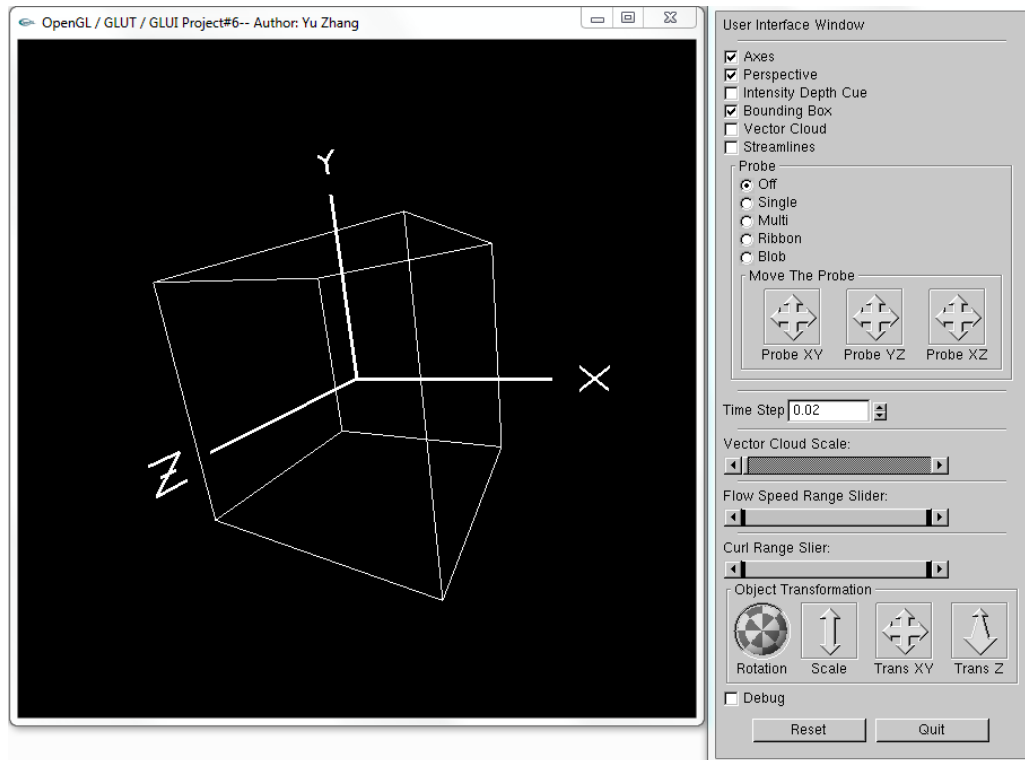 OpenGL / GLUT / GLUI Project#6-- Author: Yu Zhang
Y
X
Z
User Interface Window
Axes
Perspective
Intensity Depth Cue
Bounding Box
Vector Cloud
Streamlines
Probe
Off
Single
Multi
Ribbon
Blob
Move The Probe
Probe XY Probe YZ Probe XZ
Time Step 0.02
Vector Cloud Scale:
Flow Speed Range Slider:
Curl Range Slier:
Object Transformation
Rotation Scale Trans XY Trans Z
Debug
Reset Quit